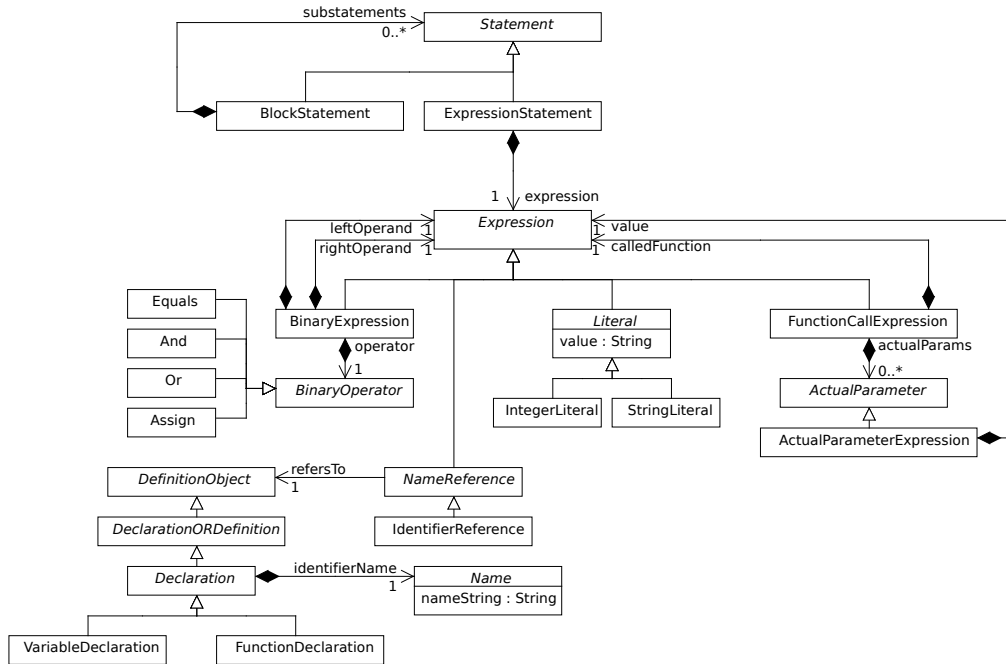 substatements
0..*
Statement
BlockStatement
ExpressionStatement
1
expression
Expression
leftOperand
1
rightOperand
1
1
value
1
calledFunction
Equals
And
Or
Assign
BinaryExpression
operator
1
BinaryOperator
Literal
value : String
IntegerLiteral
StringLiteral
FunctionCallExpression
actualParams
0..*
ActualParameter
ActualParameterExpression
DefinitionObject
refersTo
1
NameReference
IdentifierReference
DeclarationORDefinition
Declaration
identifierName
1
Name
nameString : String
VariableDeclaration
FunctionDeclaration